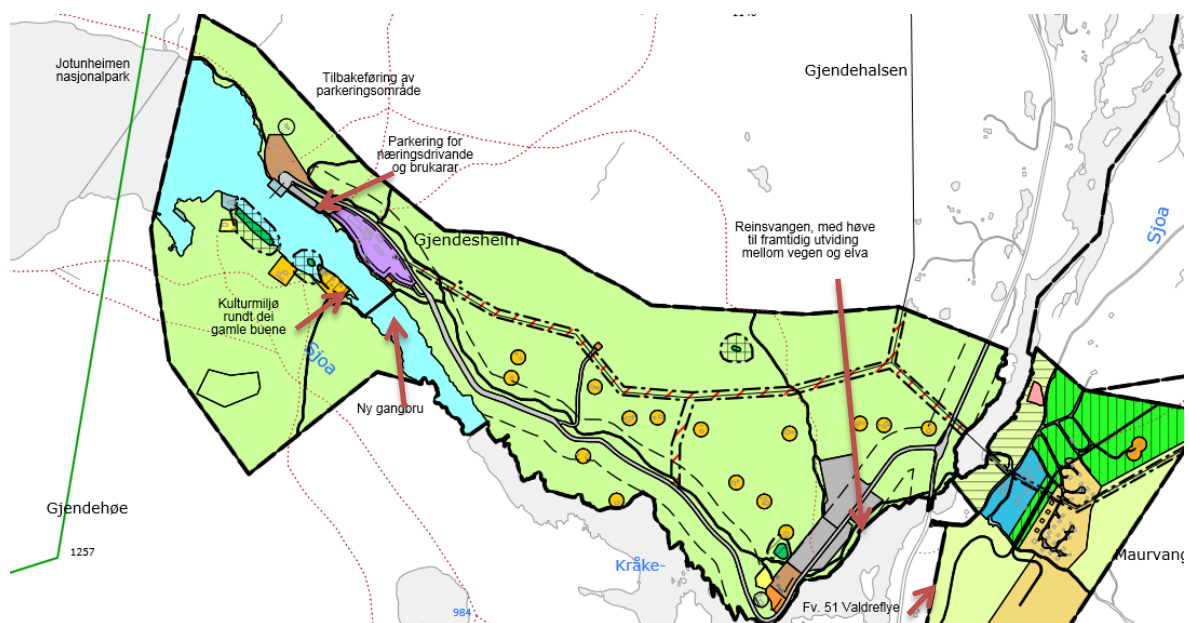 1140
Jotunheimen
nasjonalpark
Gjendehalsen
Tilbakeføring av
parkeringsområde
Parkering for
næringsdrivande
og brukarar
Gjendesheim
Reinsvangen, med høve
til framtidig utviding
mellom vegen og elva
Sjoa
Kulturmiljø
rundt dei
gamle buene
Sjoa
Ny gangbru
Gjendehøe
1257
Kråke-
Maurvang
984
Fv. 51 Valdreflye